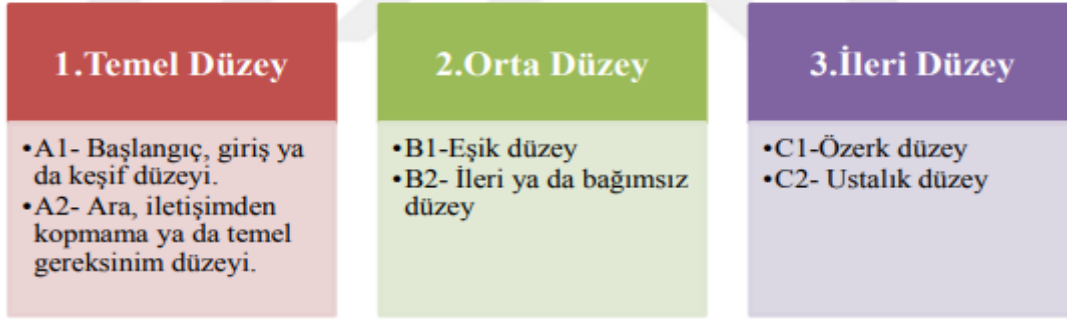 1.Temel Düzey
•A1- Başlangıç, giriş ya
da keşif düzeyi.
•A2- Ara, iletişimden
kopmama ya da temel
gereksinim düzeyi.
2.Orta Düzey
•B1-Eşik düzey
•B2- İleri ya da bağımsız
düzey
3.İleri Düzey
•C1-Özerk düzey
•C2- Ustalık düzey